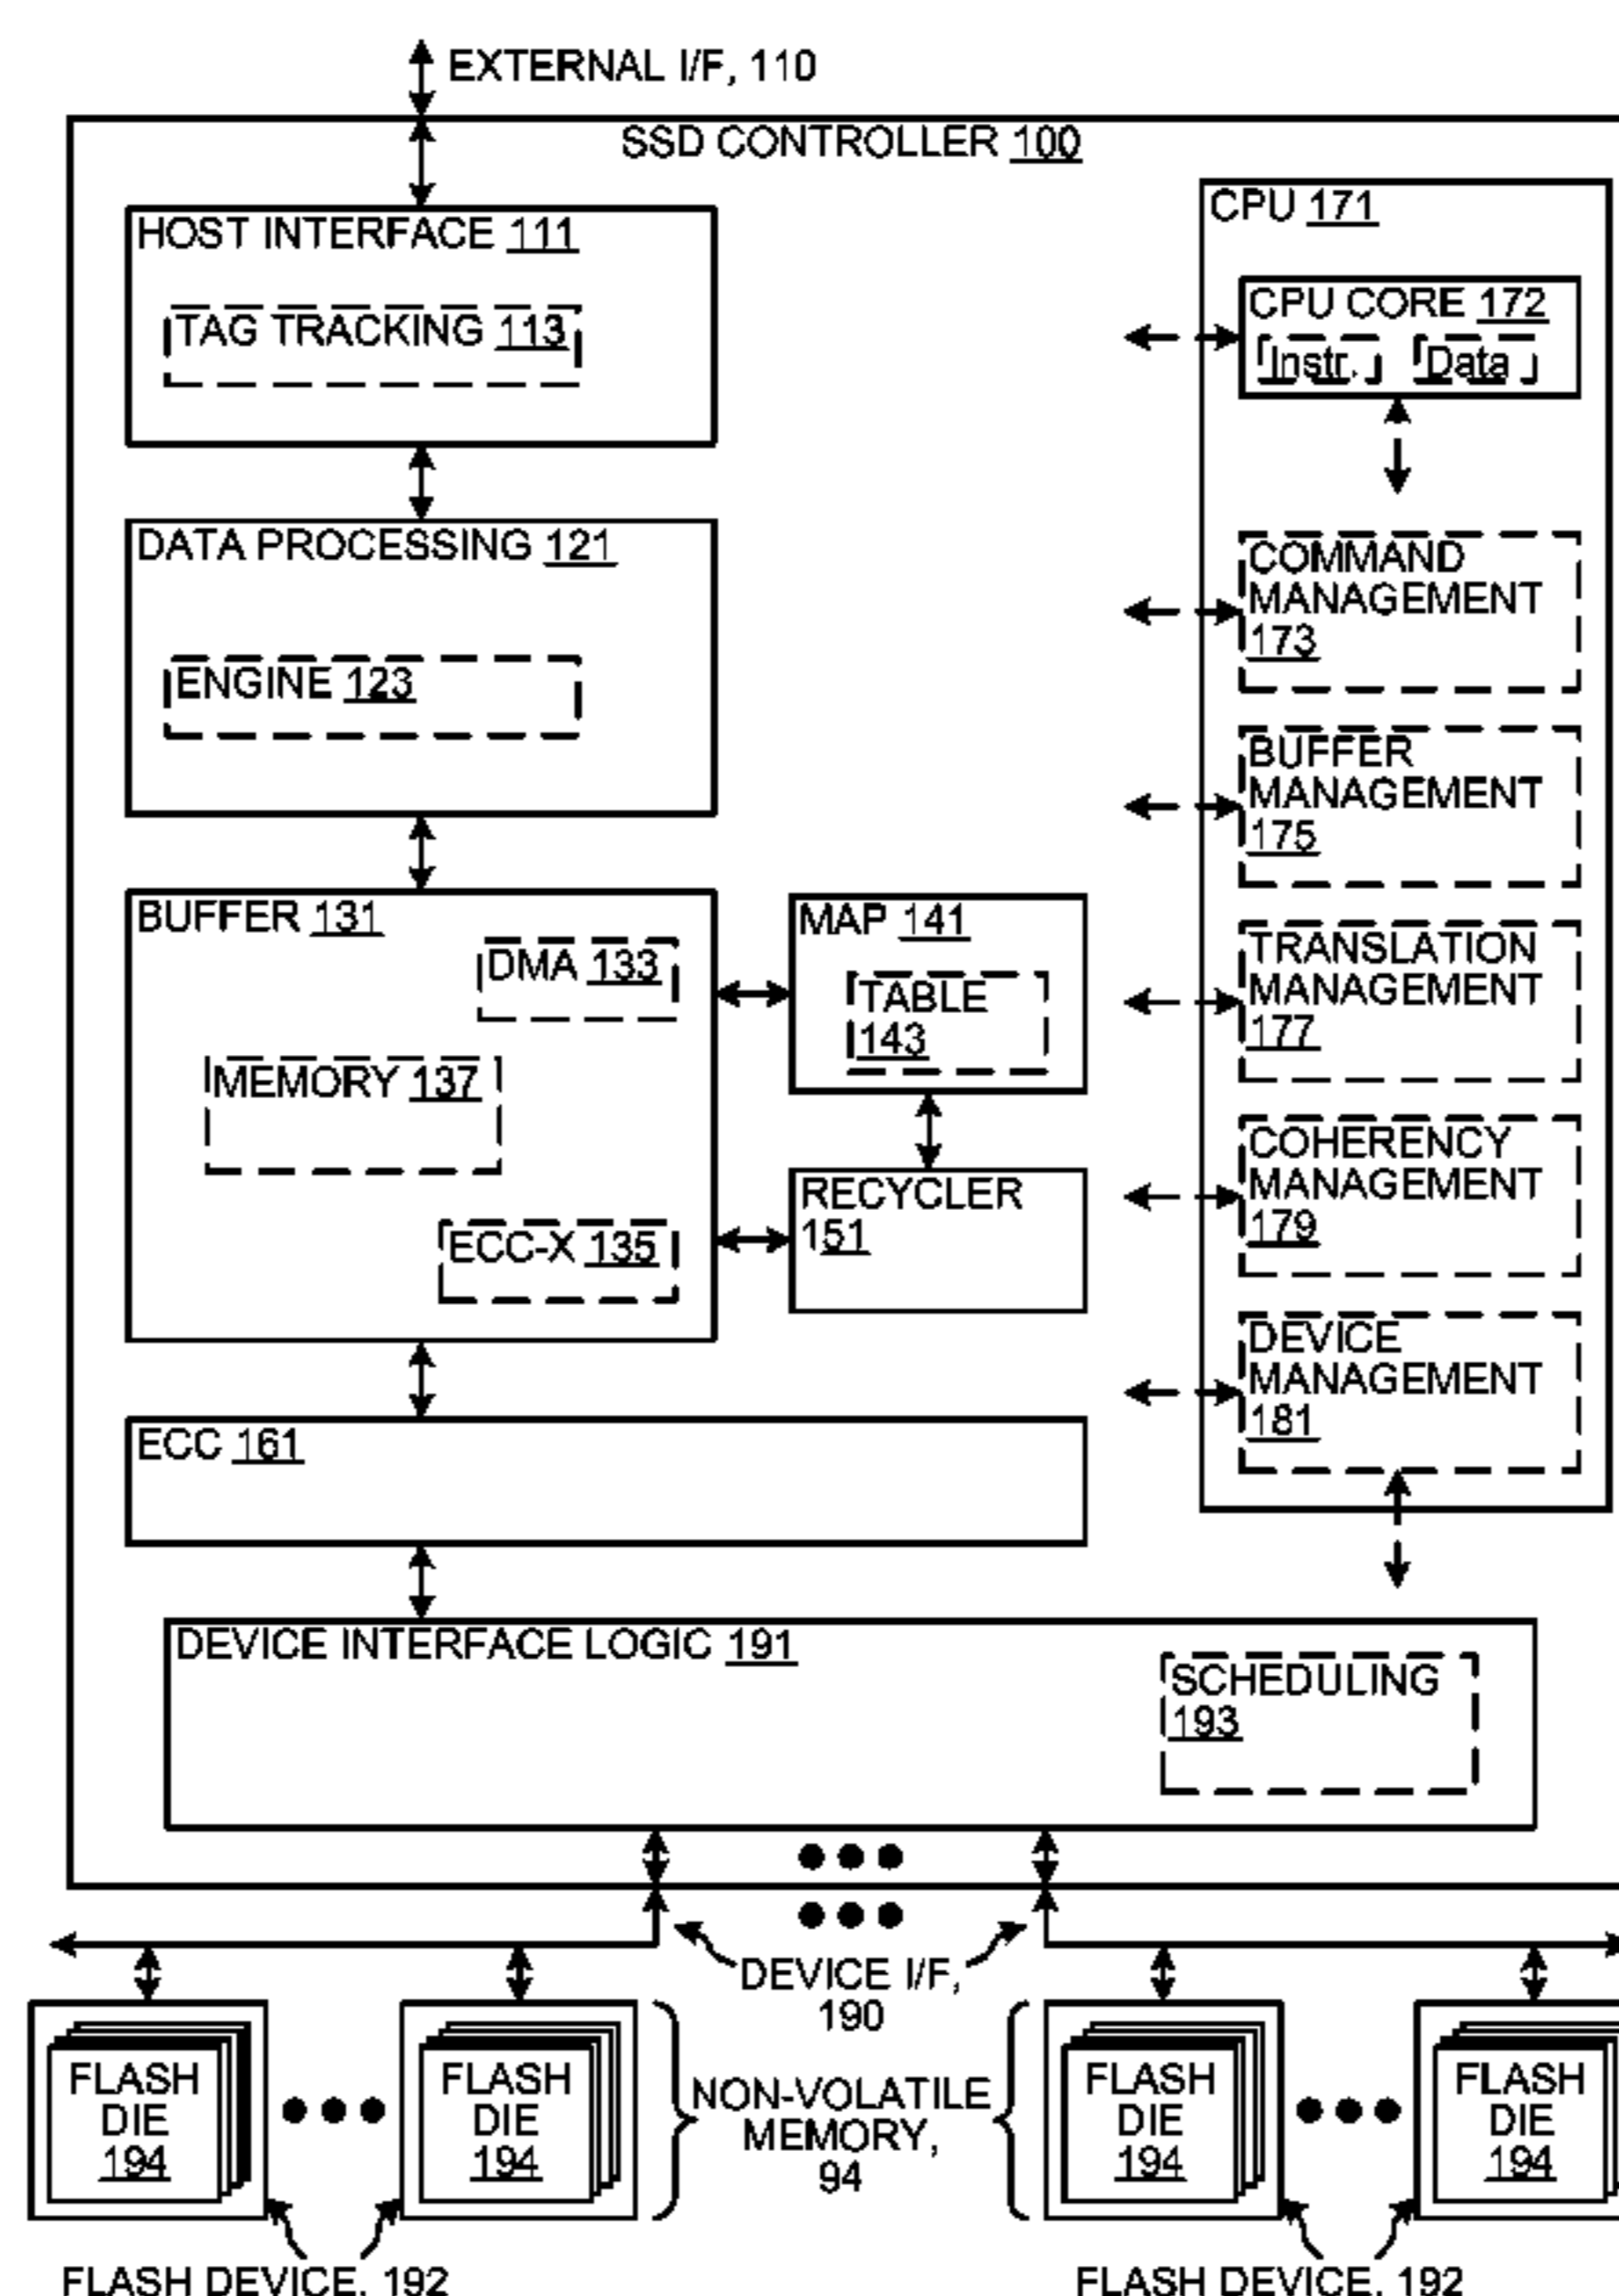 EXTERNAL I/F, 110
SSD CONTROLLER 100
HOST INTERFACE 111
TAG TRACKING 113
DATA PROCESSING 121
ENGINE 123
BUFFER 131
DMA 133
MEMORY 137
ECC-X 135
MAP 141
TABLE
143
RECYCLER
151
ECC 161
CPU 171
CPU CORE 172
Instr.
Data
COMMAND
MANAGEMENT
173
BUFFER
MANAGEMENT
175
TRANSLATION
MANAGEMENT
177
COHERENCY
MANAGEMENT
179
DEVICE
MANAGEMENT
181
DEVICE INTERFACE LOGIC 191
SCHEDULING
193
DEVICE I/F,
190
FLASH
DIE
194
FLASH
DIE
194
NON-VOLATILE
MEMORY,
94
FLASH
DIE
194
FLASH
DIE
194
FLASH DEVICE, 192
FLASH DEVICE, 192